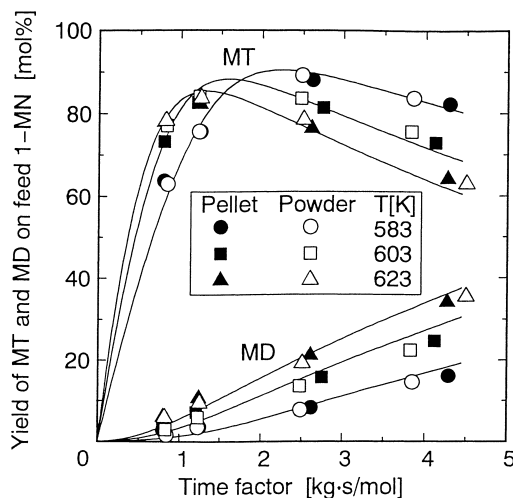 100
80
60
40
20
0
Yield of MT and MD on feed 1−MN [mol%]
MT
Pellet Powder T[K]
583
603
623
MD
1 2 3 4 5
Time factor [kg·s/mol]